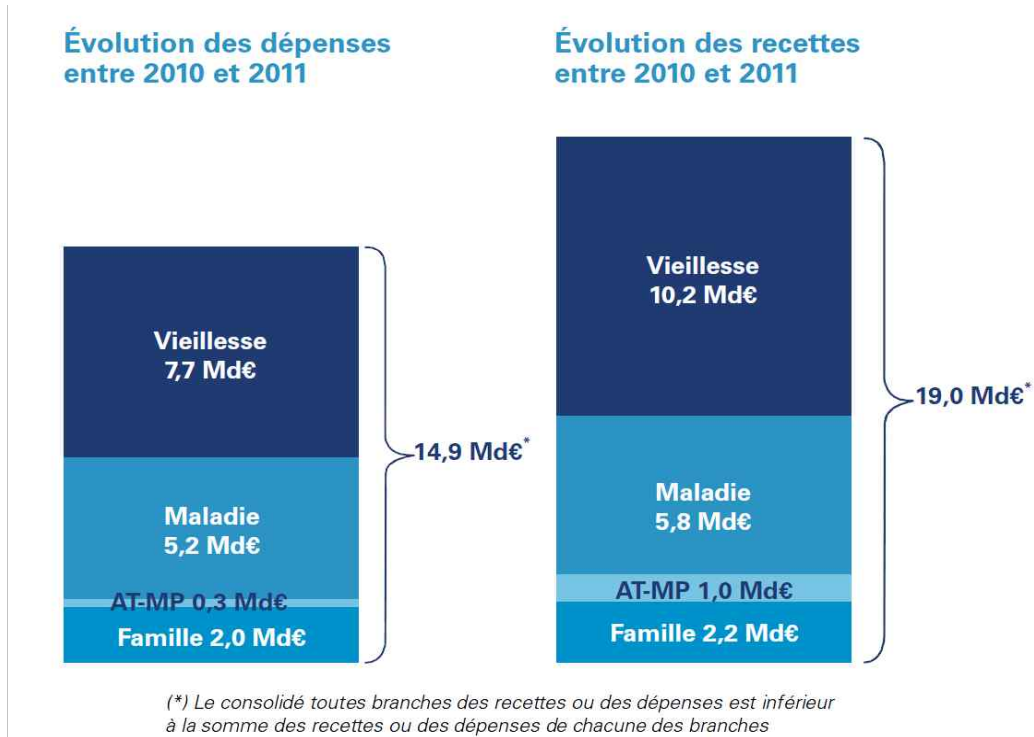 Évolution des dépenses
entre 2010 et 2011
Vieillesse
7,7 Md€
Maladie
5,2 Md€
AT-MP 0,3 Md€
Famille 2,0 Md€
14,9 Md€*
Évolution des recettes
entre 2010 et 2011
Vieillesse
10,2 Md€
Maladie
5,8 Md€
AT-MP 1,0 Md€
Famille 2,2 Md€
19,0 Md€*
(*) Le consolidé toutes branches des recettes ou des dépenses est inférieur
à la somme des recettes ou des dépenses de chacune des branches